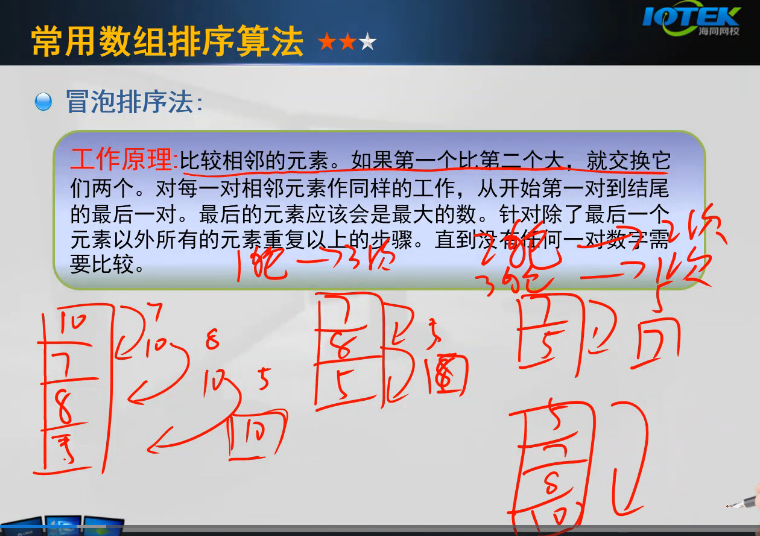 IOTEK
海同网校
常用数组排序算法
冒泡排序法:
工作原理:比较相邻的元素。如果第一个比第二个大，就交换它
们两个。对每一对相邻元素作同样的工作，从开始第一对到结尾
的最后一对。最后的元素应该会是最大的数。针对除了最后一个
元素以外所有的元素重复以上的步骤。直到没有任何一对数字需
要比较。
1跑→3次
2跑→2次
3跑→1次
10
7
8
5
7
10
8
10 5
10
7
8
5
5
8
7
5
5
7
5
7
8
10